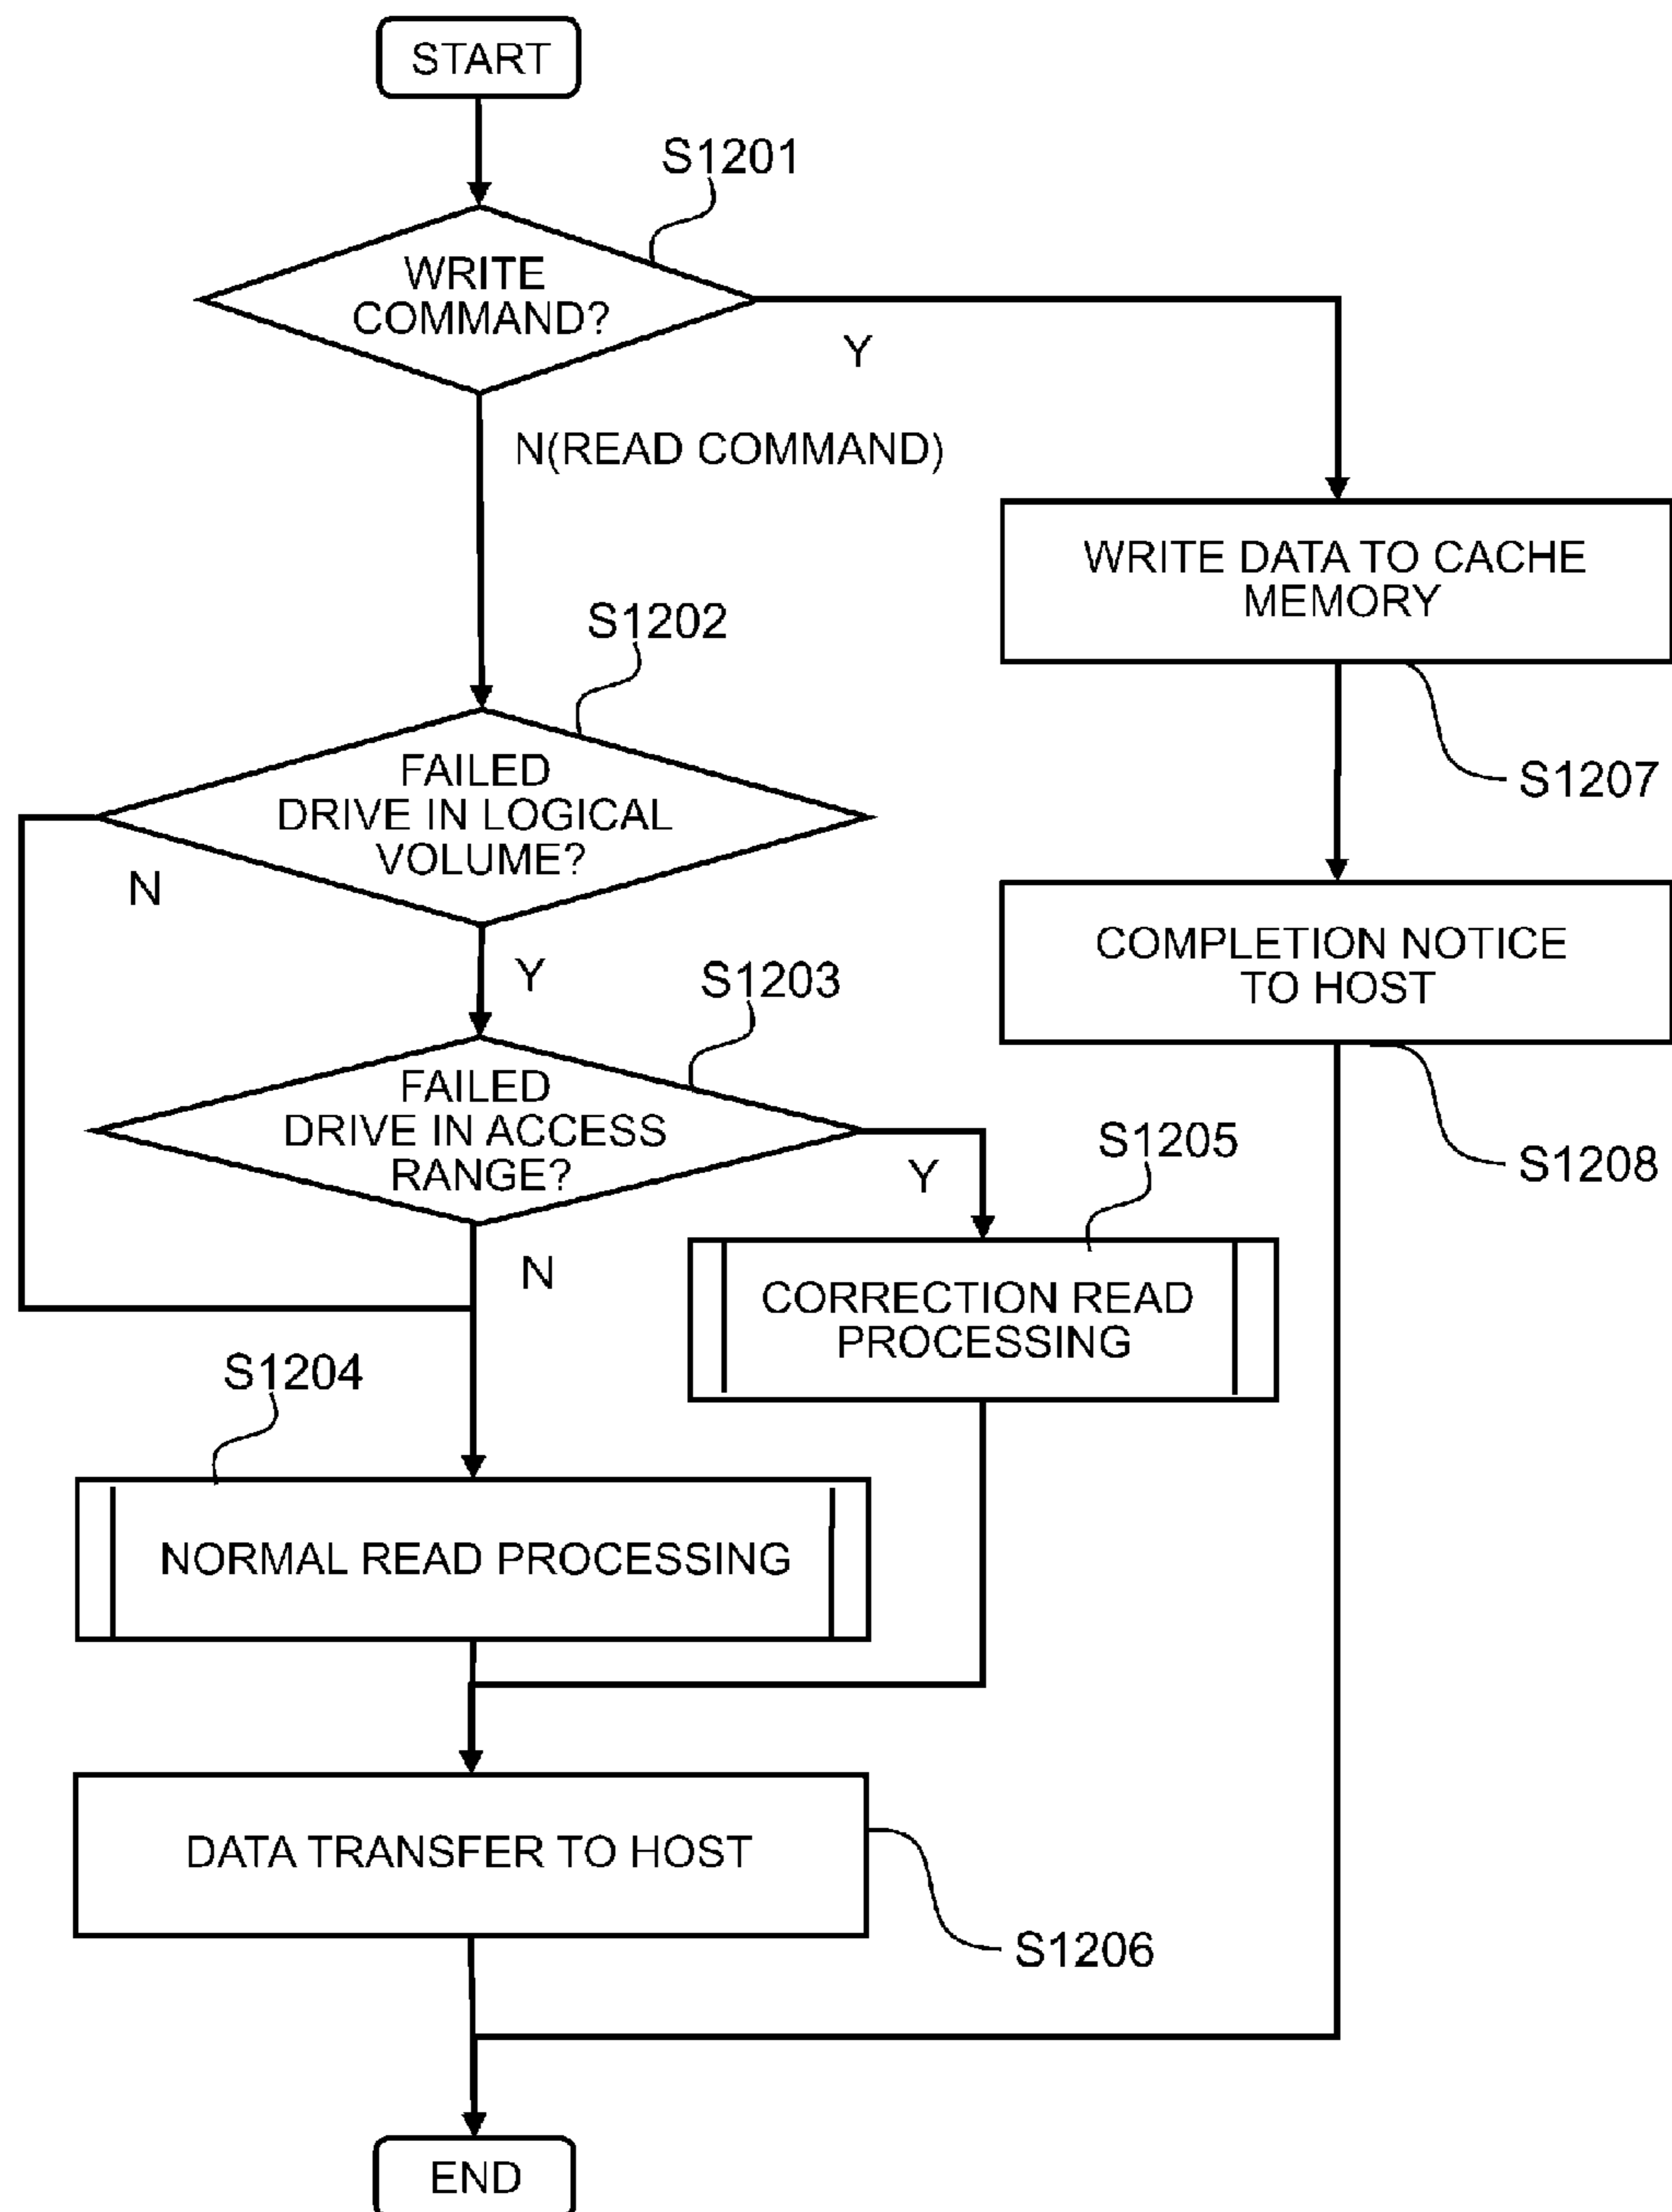 START
S1201
WRITE
COMMAND?
Y
N(READ COMMAND)
WRITE DATA TO CACHE
MEMORY
S1207
S1202
FAILED
DRIVE IN LOGICAL
VOLUME?
N
Y
COMPLETION NOTICE
TO HOST
S1208
S1203
FAILED
DRIVE IN ACCESS
RANGE?
Y
N
S1205
CORRECTION READ
PROCESSING
S1204
NORMAL READ PROCESSING
DATA TRANSFER TO HOST
S1206
END